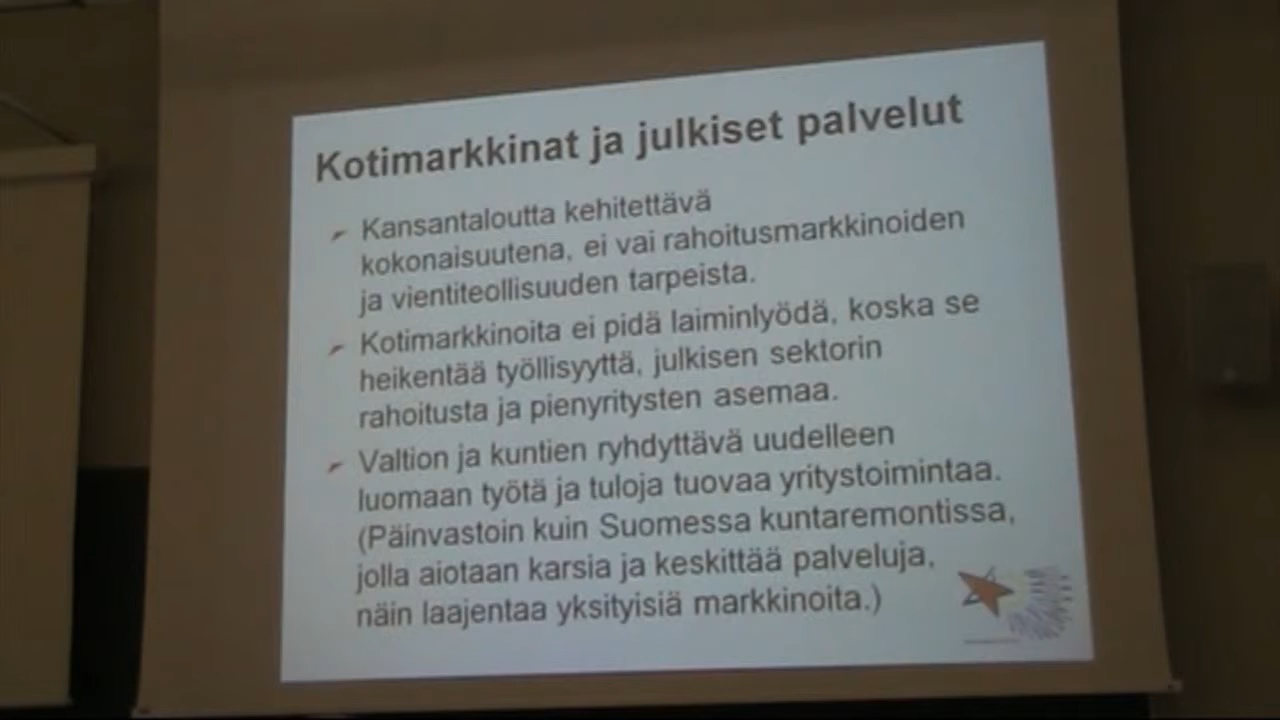 Kotimarkkinat ja julkiset palvelut
Kansantaloutta kehitettävä
kokonaisuutena, ei vai rahoitusmarkkinoiden
ja vientiteollisuuden tarpeista.
Kotimarkkinoita ei pidä laiminlyödä, koska se
heikentää työllisyyttä, julkisen sektorin
rahoitusta ja pienyritysten asemaa.
Valtion ja kuntien ryhdyttävä uudelleen
luomaan työtä ja tuloja tuovaa yritystoimintaa.
(Päinvastoin kuin Suomessa kuntaremontissa,
jolla aiotaan karsia ja keskittää palveluja,
näin laajentaa yksityisiä markkinoita.)